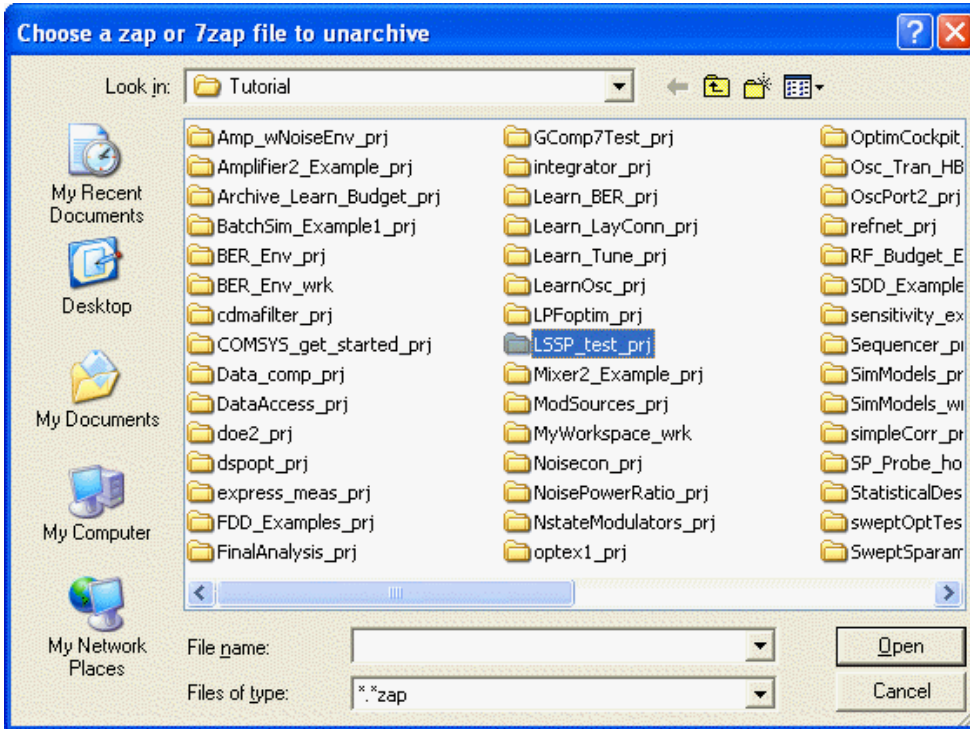 Choose a zap or 7zap file to unarchive
Look in:
Tutorial
My Recent
Documents
Desktop
My Documents
My Computer
My Network
Places
Amp_wNoiseEnv_prj
Amplifier2_Example_prj
Archive_Learn_Budget_prj
BatchSim_Example1_prj
BER_Env_prj
BER_Env_wrk
cdmafilter_prj
COMSYS_get_started_prj
Data_comp_prj
DataAccess_prj
doe2_prj
dspopt_prj
express_meas_prj
FDD_Examples_prj
FinalAnalysis_prj
GComp7Test_prj
integrator_prj
Learn_BER_prj
Learn_LayConn_prj
Learn_Tune_prj
LearnOsc_prj
LPFoptim_prj
LSSP_test_prj
Mixer2_Example_prj
ModSources_prj
MyWorkspace_wrk
Noisecon_prj
NoisePowerRatio_prj
NstateModulators_prj
optex1_prj
OptimCockpit_
Osc_Tran_HB
OscPort2_prj
refnet_prj
RF_Budget_E
SDD_Example
sensitivity_ex
Sequencer_pr
SimModels_pr
SimModels_wr
simpleCorr_pr
SP_Probe_ho
StatisticalDes
sweptOptTes
SweptSparam
File name:
Open
Files of type:
*.*zap
Cancel